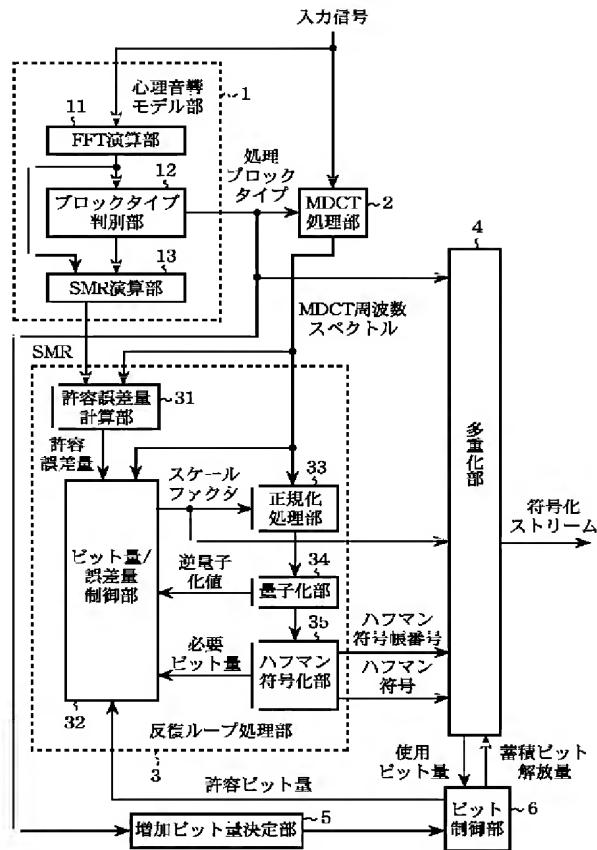 入力信号
心理音響
モデル部
1
11
FFT演算部
12
ブロックタイプ
判別部
処理
ブロック
タイプ
MDCT
処理部
2
13
SMR演算部
4
多重化部
MDCT周波数
スペクトル
SMR
許容誤差量
計算部
31
許容
誤差量
スケール
ファクタ
33
正規化
処理部
ビット量/
誤差量
制御部
32
逆量子
化値
34
量子化部
35
必要
ビット量
ハフマン
符号化部
ハフマン
符号帳番号
ハフマン
符号
符号化
ストリーム
反復ループ処理部
3
許容ビット量
使用
ビット量
蓄積ビット
解放量
5
増加ビット量決定部
ビット
制御部
6